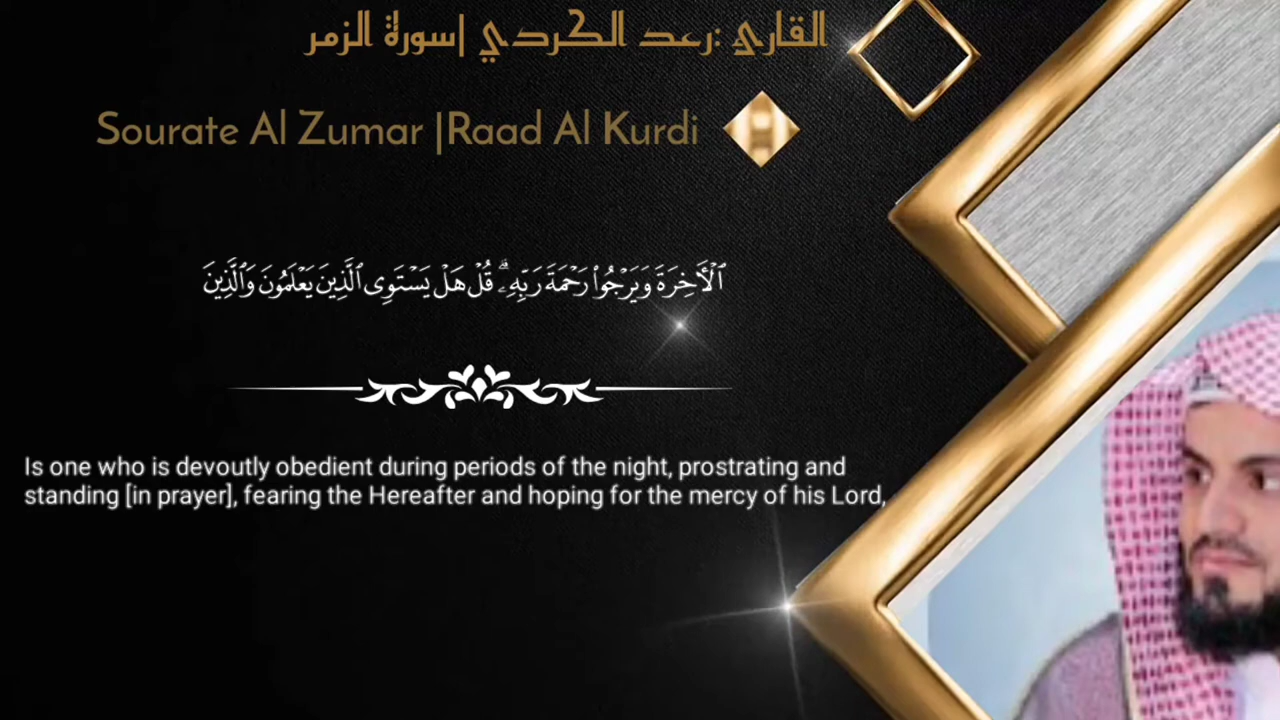 القارئ :رعد الكردي |سورة الزمر
Sourate Al Zumar |Raad Al Kurdi
ٱلْـَٔاخِرَةَ وَيَرْجُوا۟ رَحْمَةَ رَبِّهِۦ ۗ قُلْ هَلْ يَسْتَوِى ٱلَّذِينَ يَعْلَمُونَ وَٱلَّذِينَ
Is one who is devoutly obedient during periods of the night, prostrating and
standing [in prayer], fearing the Hereafter and hoping for the mercy of his Lord,